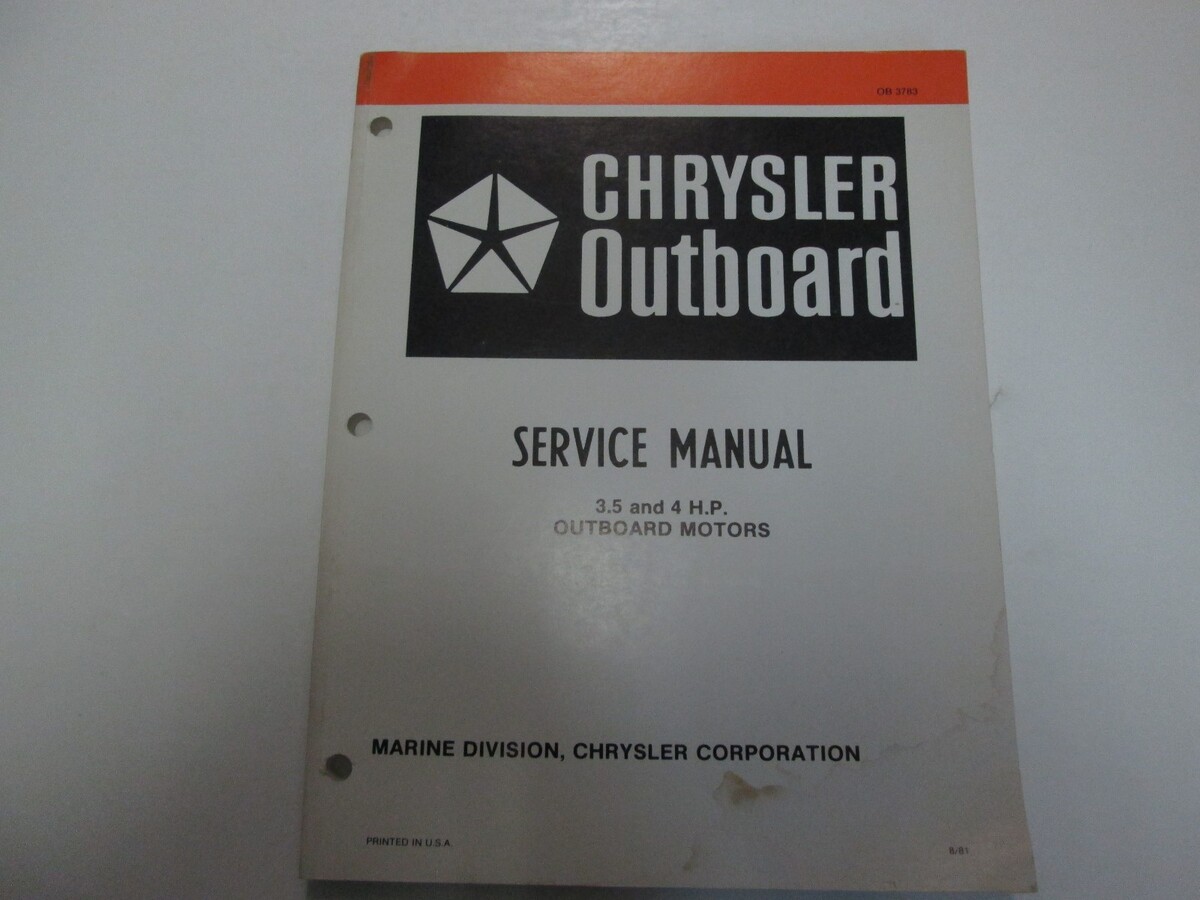 OB 3783
CHRYSLER
Outboard
SERVICE MANUAL
3.5 and 4 H.P.
OUTBOARD MOTORS
MARINE DIVISION, CHRYSLER CORPORATION
PRINTED IN U.S.A.
8/81